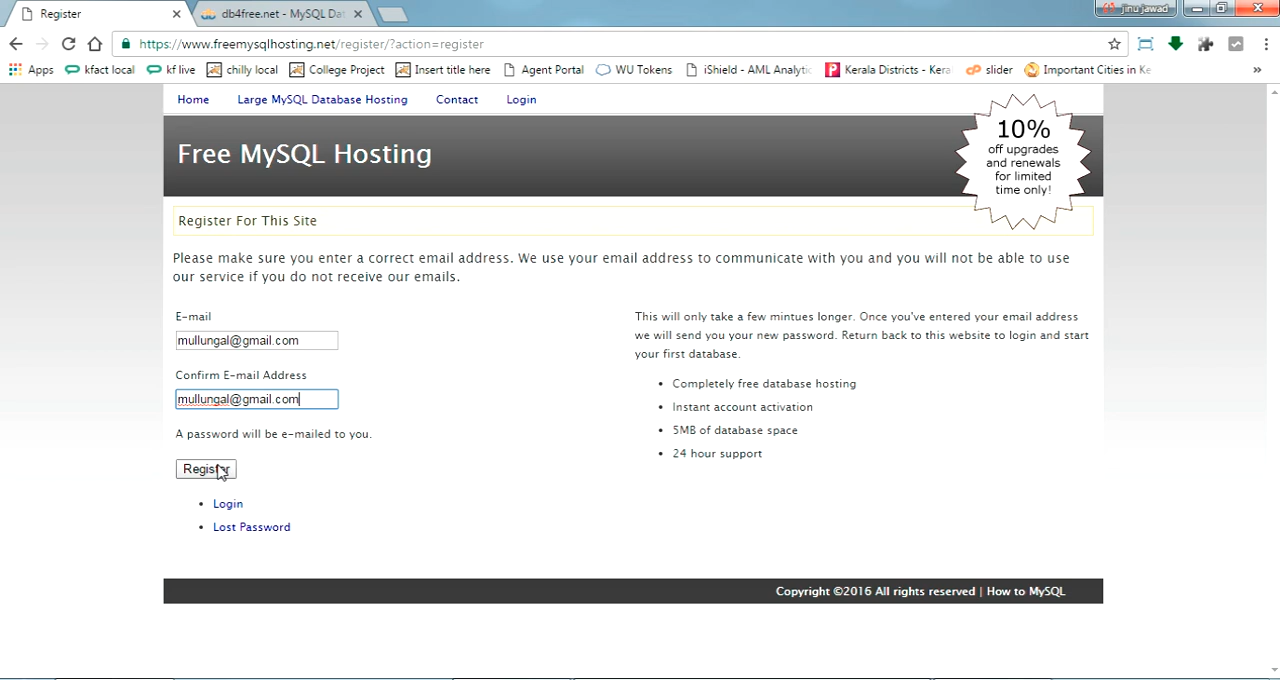 Register
db4free.net - MySQL Dat
jinu jawad
https://www.freemysqlhosting.net/register/?action=register
Apps kfact local kf live chilly local College Project Insert title here Agent Portal WU Tokens iShield - AML Analytic Kerala Districts - Kera slider Important Cities in Ke »
Home Large MySQL Database Hosting Contact Login
Free MySQL Hosting
10%
off upgrades
and renewals
for limited
time only!
Register For This Site
Please make sure you enter a correct email address. We use your email address to communicate with you and you will not be able to use
our service if you do not receive our emails.
E-mail
mullungal@gmail.com
Confirm E-mail Address
mullungal@gmail.com
A password will be e-mailed to you.
Register
• Login
• Lost Password
This will only take a few mintues longer. Once you've entered your email address
we will send you your new password. Return back to this website to login and start
your first database.
• Completely free database hosting
• Instant account activation
• 5MB of database space
• 24 hour support
Copyright ©2016 All rights reserved | How to MySQL